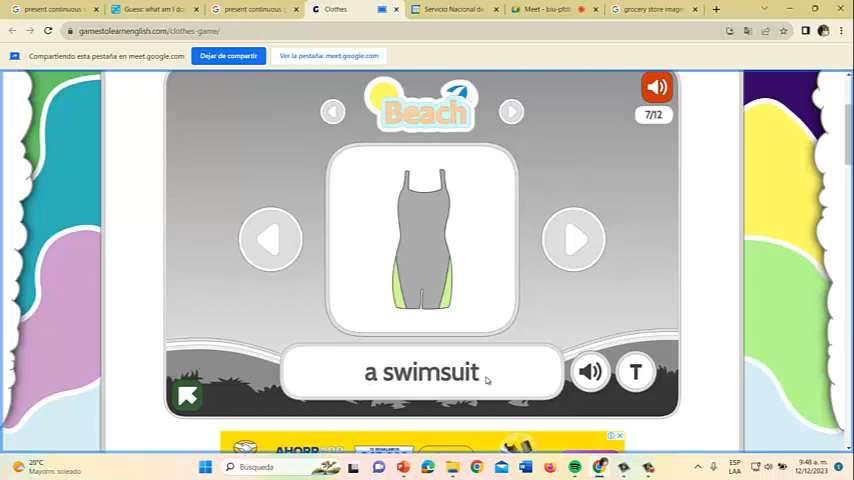 present continuous
Guess: what am I do
present continuous
Clothes
Servicio Nacional de
Meet - biu-pfd
grocery store image
gamestolearnenglish.com/clothes-game/
Compartiendo esta pestaña en meet.google.com
Dejar de compartir
Ver la pestaña: meet.google.com
Beach
7/12
a swimsuit
T
20°C
Mayorm. soleado
Búsqueda
ESP
LAA
9:48 a. m.
12/12/2023